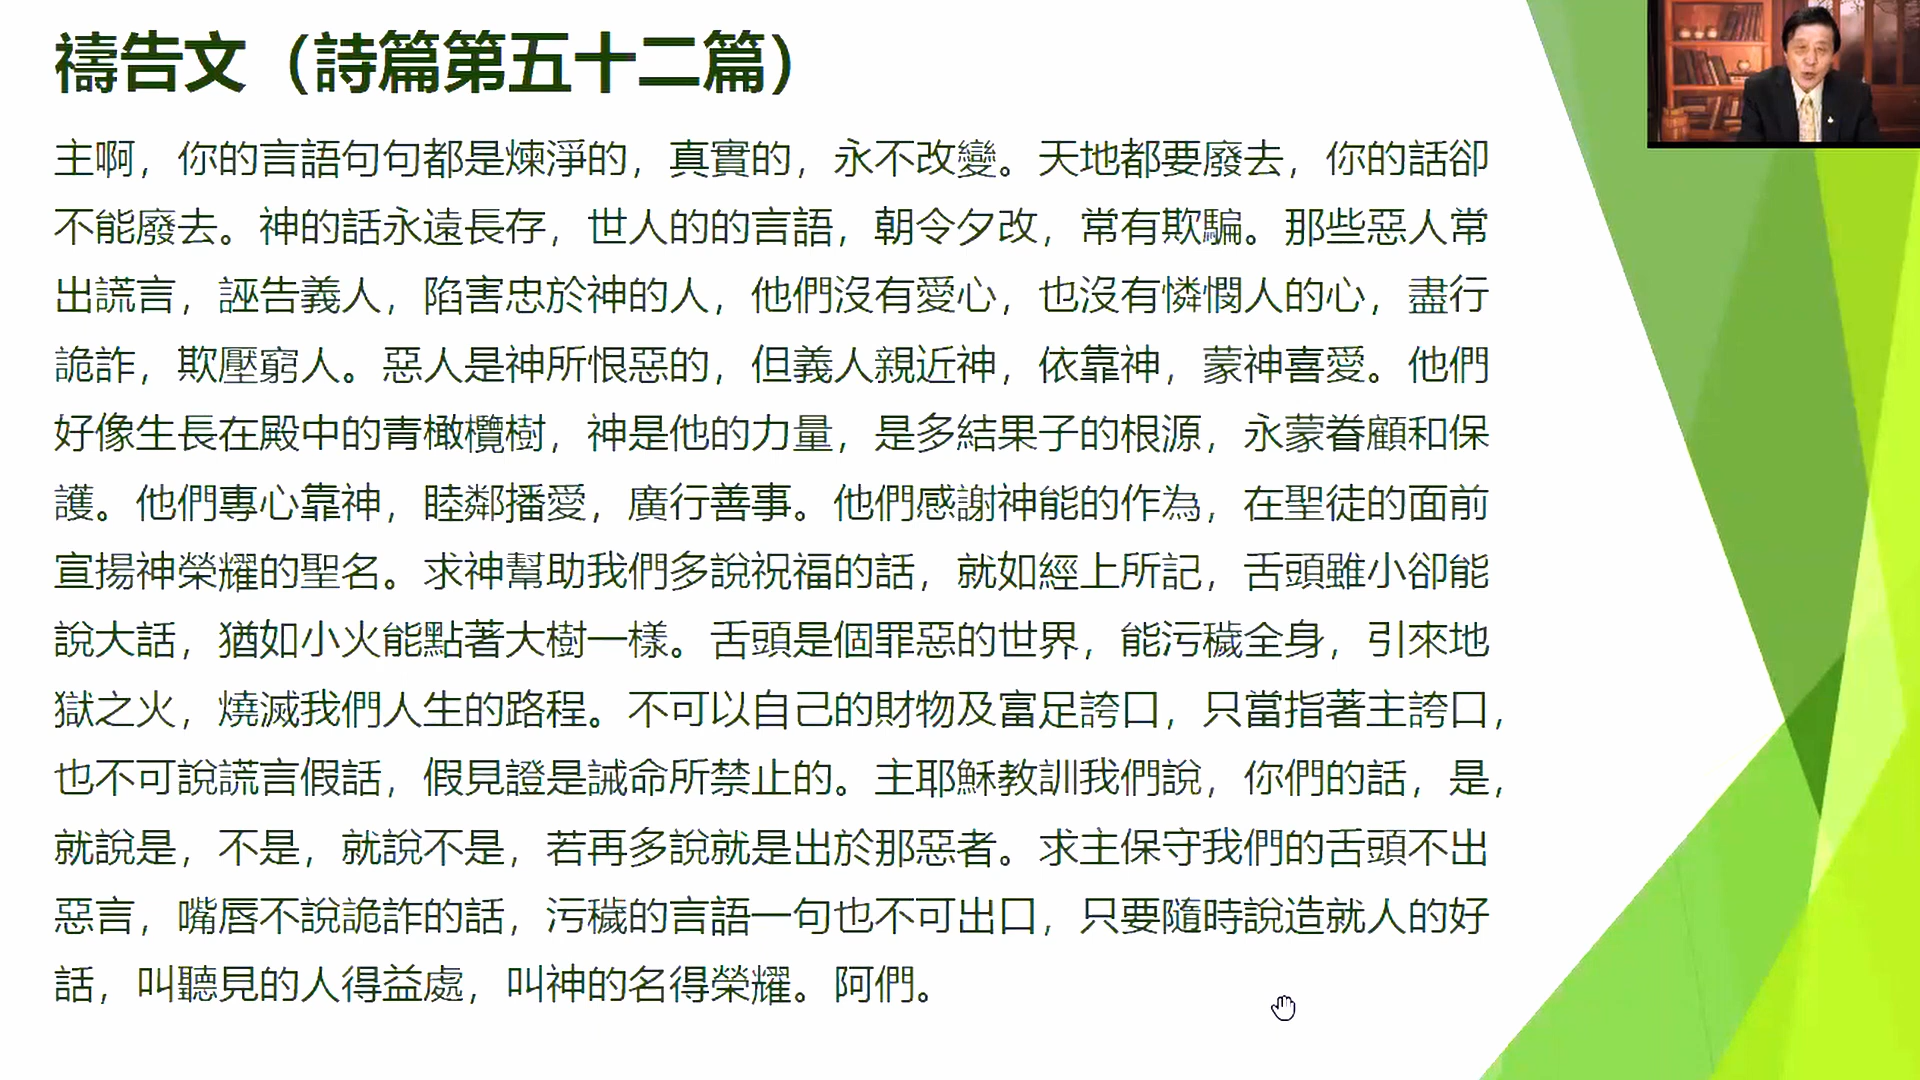 禱告文（詩篇第五十二篇）
主啊，你的言語句句都是煉淨的，真實的，永不改變。天地都要廢去，你的話卻
不能廢去。神的話永遠長存，世人的的言語，朝令夕改，常有欺騙。那些惡人常
出謊言，誣告義人，陷害忠於神的人，他們沒有愛心，也沒有憐憫人的心，盡行
詭詐，欺壓窮人。惡人是神所恨惡的，但義人親近神，依靠神，蒙神喜愛。他們
好像生長在殿中的青橄欖樹，神是他的力量，是多結果子的根源，永蒙眷顧和保
護。他們專心靠神，睦鄰播愛，廣行善事。他們感謝神能的作為，在聖徒的面前
宣揚神榮耀的聖名。求神幫助我們多說祝福的話，就如經上所記，舌頭雖小卻能
說大話，猶如小火能點著大樹一樣。舌頭是個罪惡的世界，能污穢全身，引來地
獄之火，燒滅我們人生的路程。不可以自己的財物及富足誇口，只當指著主誇口，
也不可說謊言假話，假見證是誡命所禁止的。主耶穌教訓我們說，你們的話，是，
就說是，不是，就說不是，若再多說就是出於那惡者。求主保守我們的舌頭不出
惡言，嘴唇不說詭詐的話，污穢的言語一句也不可出口，只要隨時說造就人的好
話，叫聽見的人得益處，叫神的名得榮耀。阿們。